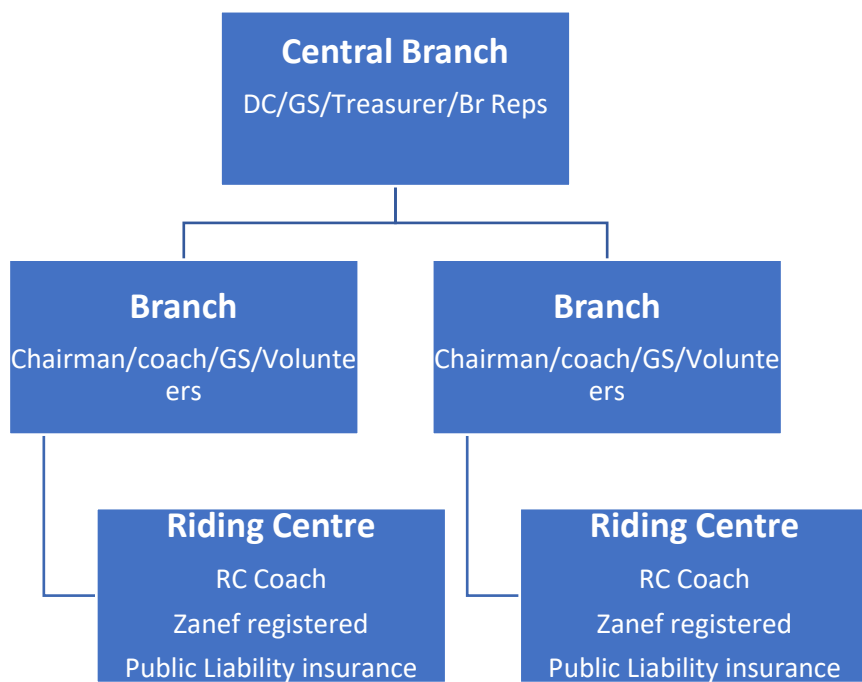 Central Branch
DC/GS/Treasurer/Br Reps
Branch
Chairman/coach/GS/Volunte
ers
Branch
Chairman/coach/GS/Volunte
ers
Riding Centre
RC Coach
Zanef registered
Public Liability insurance
Riding Centre
RC Coach
Zanef registered
Public Liability insurance